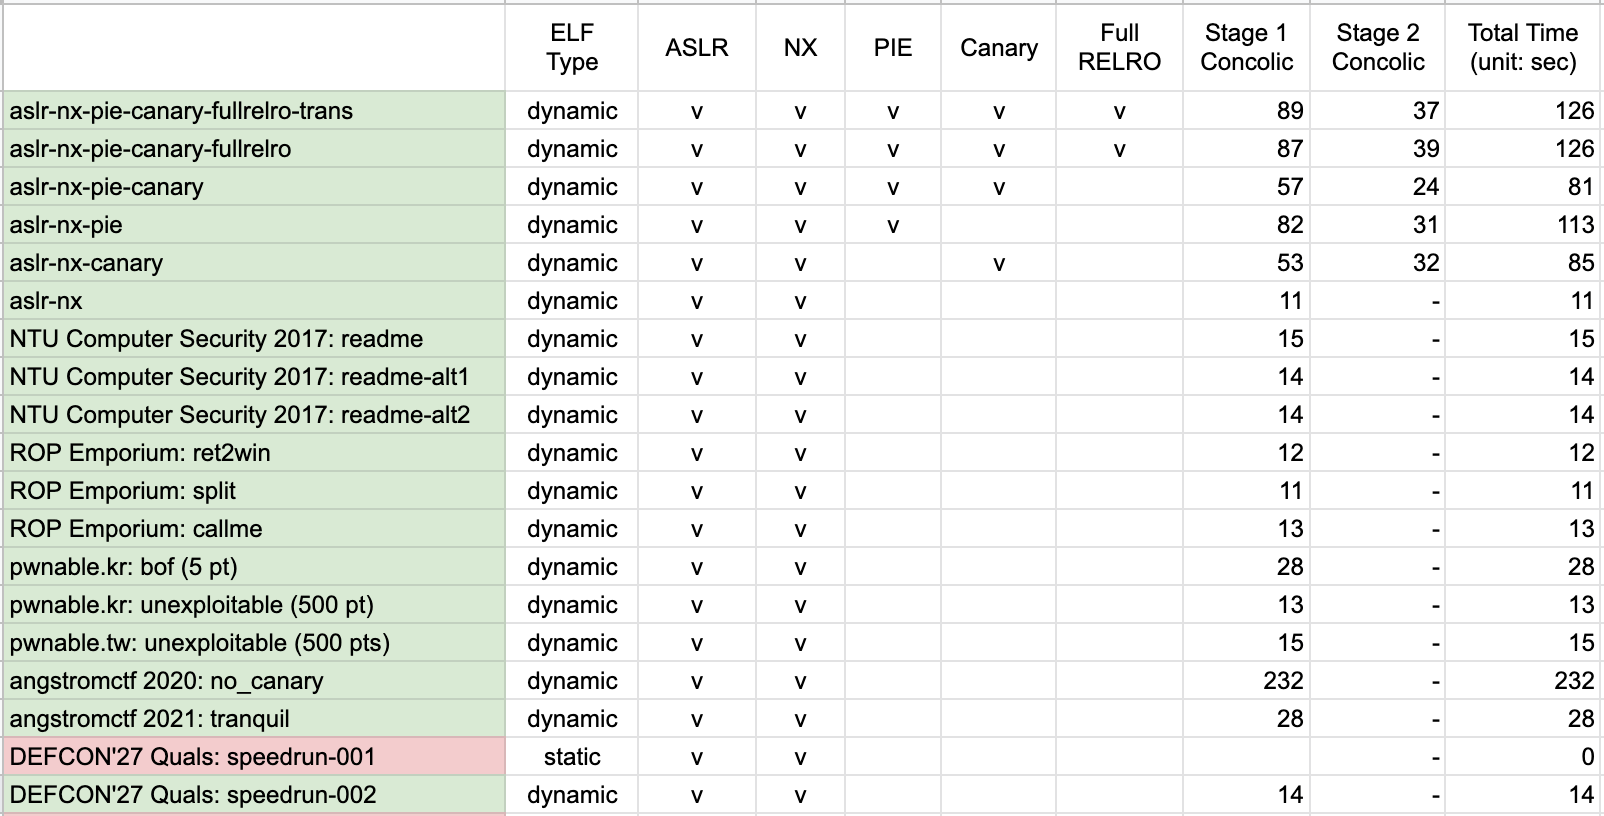 ELF Type ASLR NX PIE Canary Full RELRO Stage 1 Concolic Stage 2 Concolic Total Time (unit: sec)
aslr-nx-pie-canary-fullrelro-trans dynamic v v v v v 89 37 126
aslr-nx-pie-canary-fullrelro dynamic v v v v v 87 39 126
aslr-nx-pie-canary dynamic v v v v 57 24 81
aslr-nx-pie dynamic v v v 82 31 113
aslr-nx-canary dynamic v v v 53 32 85
aslr-nx dynamic v v 11 - 11
NTU Computer Security 2017: readme dynamic v v 15 - 15
NTU Computer Security 2017: readme-alt1 dynamic v v 14 - 14
NTU Computer Security 2017: readme-alt2 dynamic v v 14 - 14
ROP Emporium: ret2win dynamic v v 12 - 12
ROP Emporium: split dynamic v v 11 - 11
ROP Emporium: callme dynamic v v 13 - 13
pwnable.kr: bof (5 pt) dynamic v v 28 - 28
pwnable.kr: unexploitable (500 pt) dynamic v v 13 - 13
pwnable.tw: unexploitable (500 pts) dynamic v v 15 - 15
angstromctf 2020: no_canary dynamic v v 232 - 232
angstromctf 2021: tranquil dynamic v v 28 - 28
DEFCON'27 Quals: speedrun-001 static v v - 0
DEFCON'27 Quals: speedrun-002 dynamic v v 14 - 14